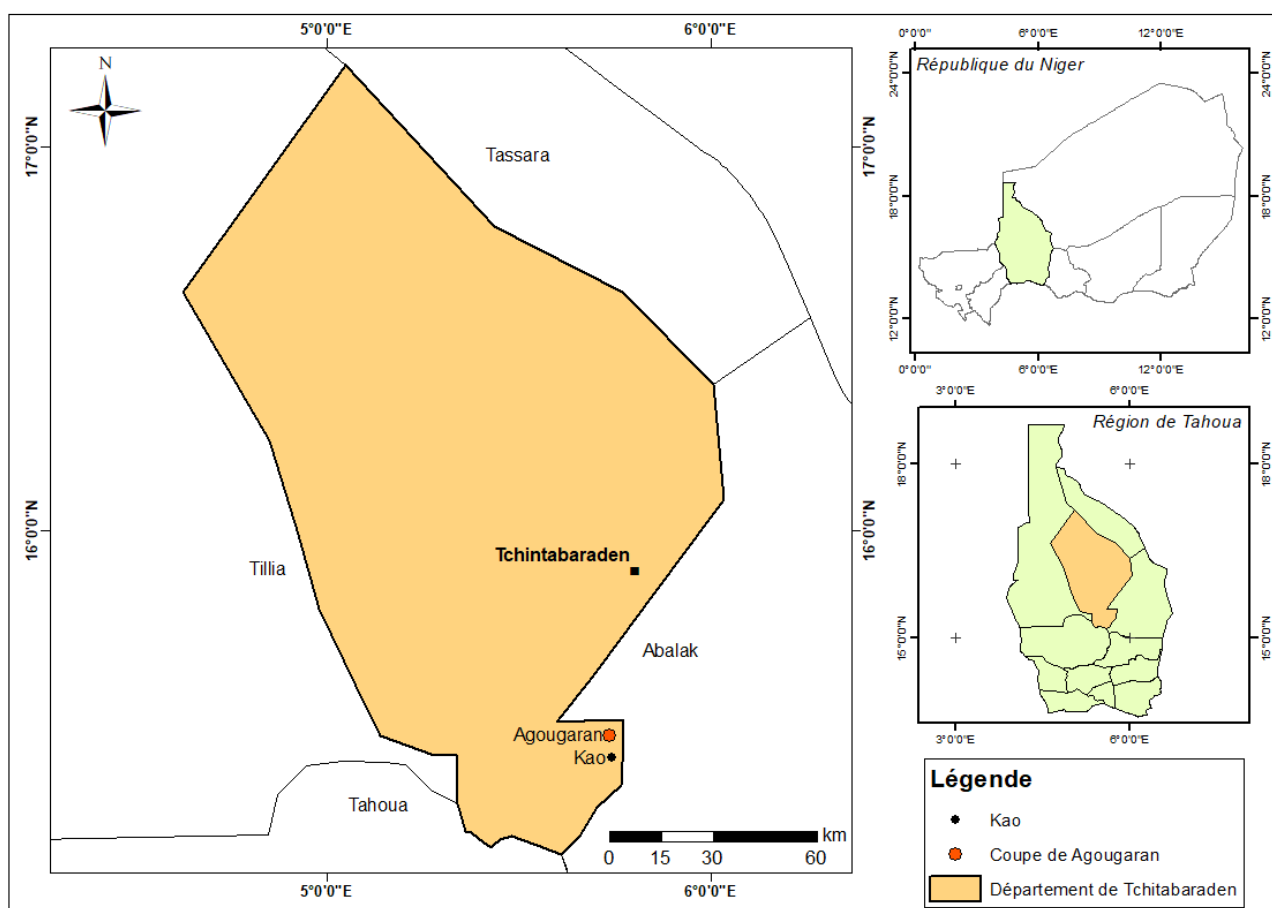 5°0'0"E
6°0'0"E
N
17°0'0"N
17°0'0"N
Tassara
16°0'0"N
16°0'0"N
Tchintabaraden
Tillia
Abalak
Agougaran
Kao
Tahoua
km
0 15 30 60
5°0'0"E
6°0'0"E
0°0'0"
6°0'0"E
12°0'0"E
République du Niger
24°0'0"N
24°0'0"N
18°0'0"N
18°0'0"N
12°0'0"N
12°0'0"N
0°0'0"
6°0'0"E
12°0'0"E
3°0'0"E
6°0'0"E
Région de Tahoua
18°0'0"N
18°0'0"N
15°0'0"N
15°0'0"N
3°0'0"E
6°0'0"E
Légende
Kao
Coupe de Agougaran
Département de Tchitabaraden